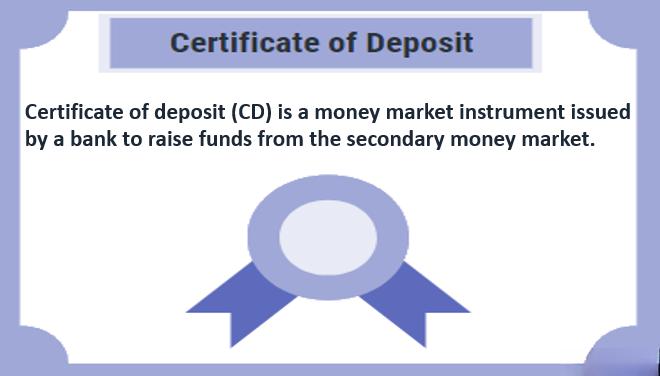 Certificate of Deposit
Certificate of deposit (CD) is a money market instrument issued
by a bank to raise funds from the secondary money market.